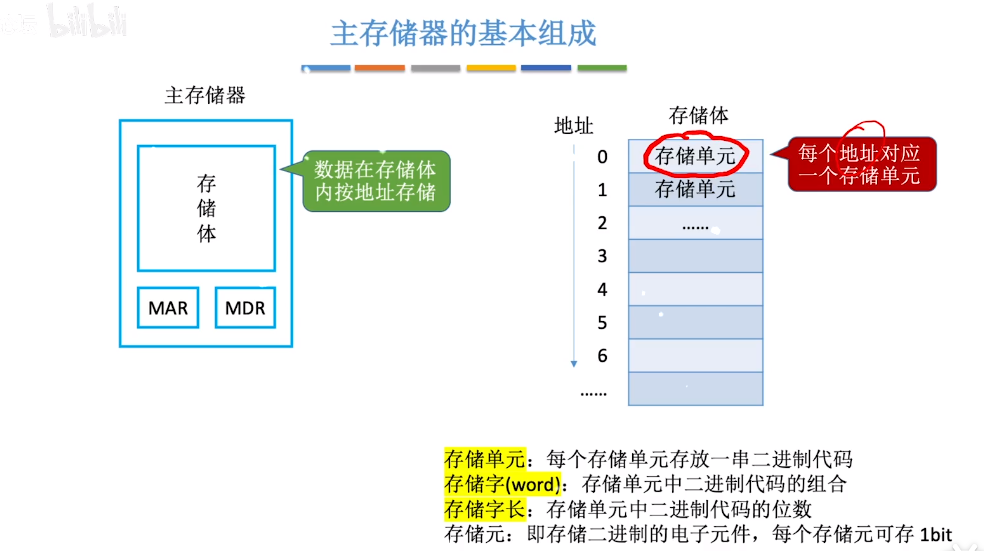 bilibili
主存储器的基本组成
主存储器
存
储
体
MAR
MDR
数据在存储体
内按地址存储
地址
存储体
0
存储单元
1
存储单元
2
……
3
4
5
6
……
每个地址对应
一个存储单元
存储单元：每个存储单元存放一串二进制代码
存储字(word)：存储单元中二进制代码的组合
存储字长：存储单元中二进制代码的位数
存储元：即存储二进制的电子元件，每个存储元可存 1bit